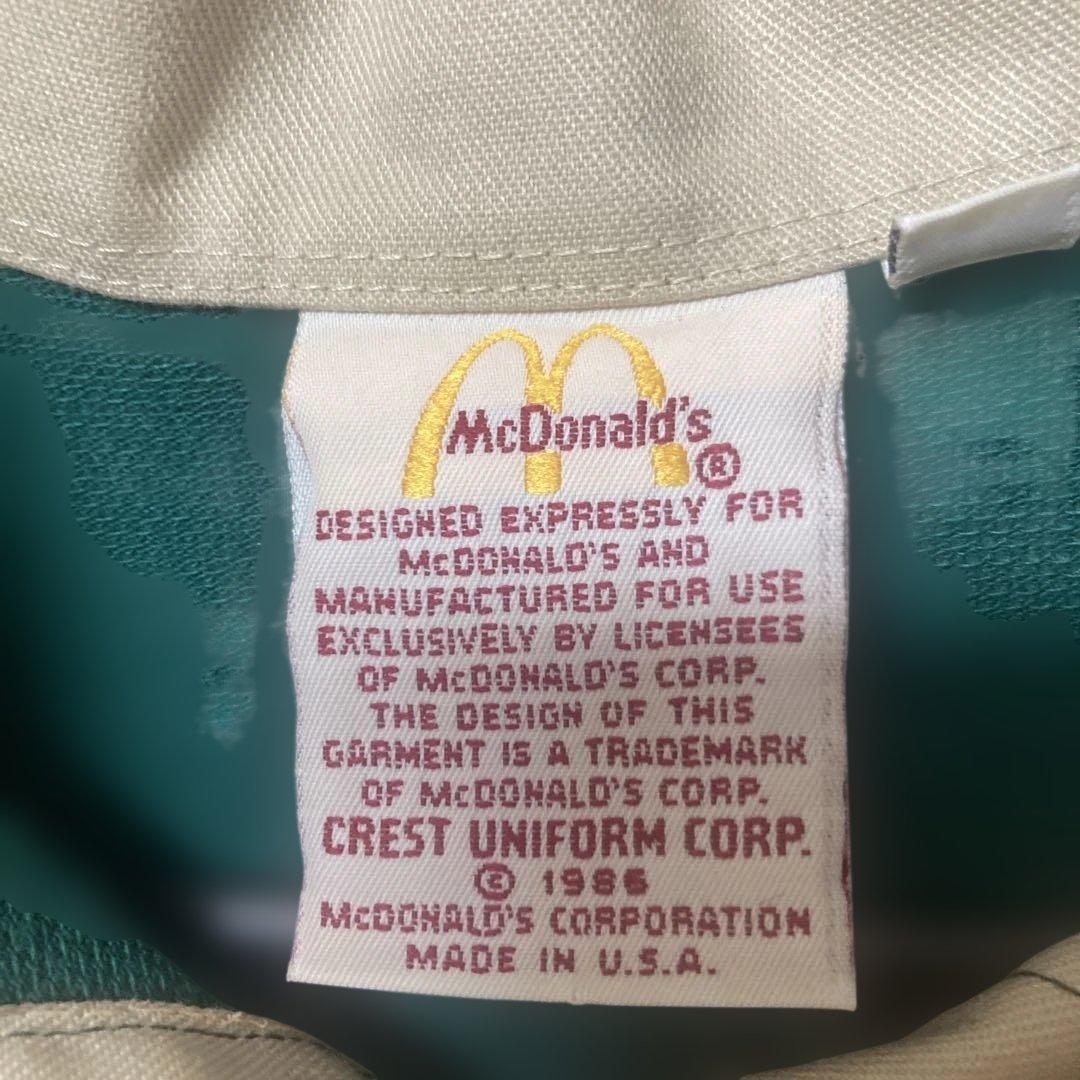 McDonald's
®
DESIGNED EXPRESSLY FOR
McDONALD'S AND
MANUFACTURED FOR USE
EXCLUSIVELY BY LICENSEES
OF McDONALD'S CORP.
THE DESIGN OF THIS
GARMENT IS A TRADEMARK
OF McDONALD'S CORP.
CREST UNIFORM CORP.
© 1986
McDONALD'S CORPORATION
MADE IN U.S.A.